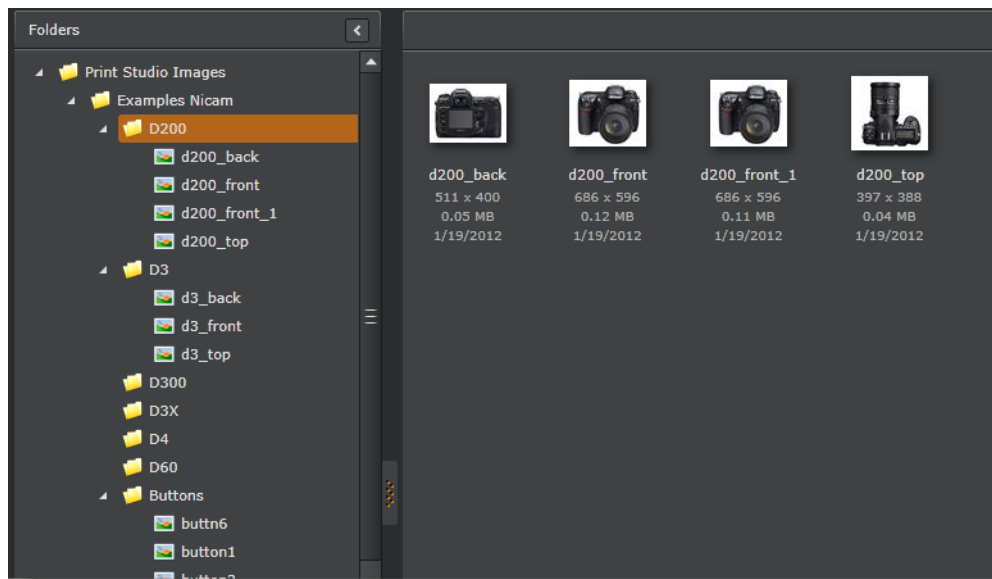 Folders
Print Studio Images
Examples Nicam
D200
d200_back
d200_front
d200_front_1
d200_top
D3
d3_back
d3_front
d3_top
D300
D3X
D4
D60
Buttons
buttn6
button1
d200_back d200_front d200_front_1 d200_top
511 x 400 686 x 596 686 x 596 397 x 388
0.05 MB 0.12 MB 0.11 MB 0.04 MB
1/19/2012 1/19/2012 1/19/2012 1/19/2012